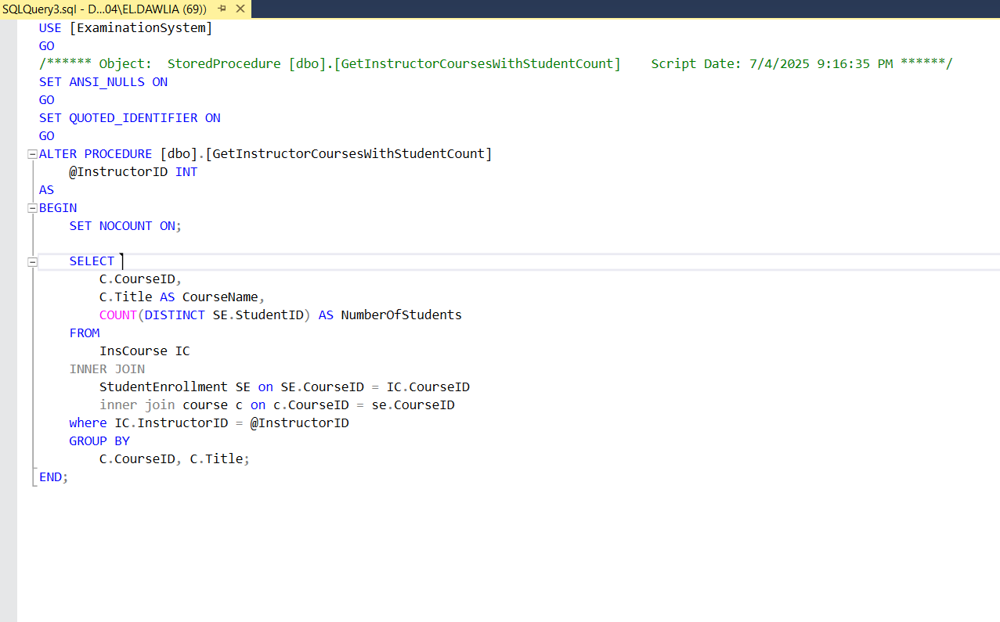 SQLQuery3.sql - D...04\EL.DAWLIA (69))
USE [ExaminationSystem]
GO
/****** Object:  StoredProcedure [dbo].[GetInstructorCoursesWithStudentCount]    Script Date: 7/4/2025 9:16:35 PM ******/
SET ANSI_NULLS ON
GO
SET QUOTED_IDENTIFIER ON
GO
ALTER PROCEDURE [dbo].[GetInstructorCoursesWithStudentCount]
    @InstructorID INT
AS
BEGIN
    SET NOCOUNT ON;
    SELECT
        C.CourseID,
        C.Title AS CourseName,
        COUNT(DISTINCT SE.StudentID) AS NumberOfStudents
    FROM
        InsCourse IC
    INNER JOIN
        StudentEnrollment SE on SE.CourseID = IC.CourseID
        inner join course c on c.CourseID = se.CourseID
    where IC.InstructorID = @InstructorID
    GROUP BY
        C.CourseID, C.Title;
END;